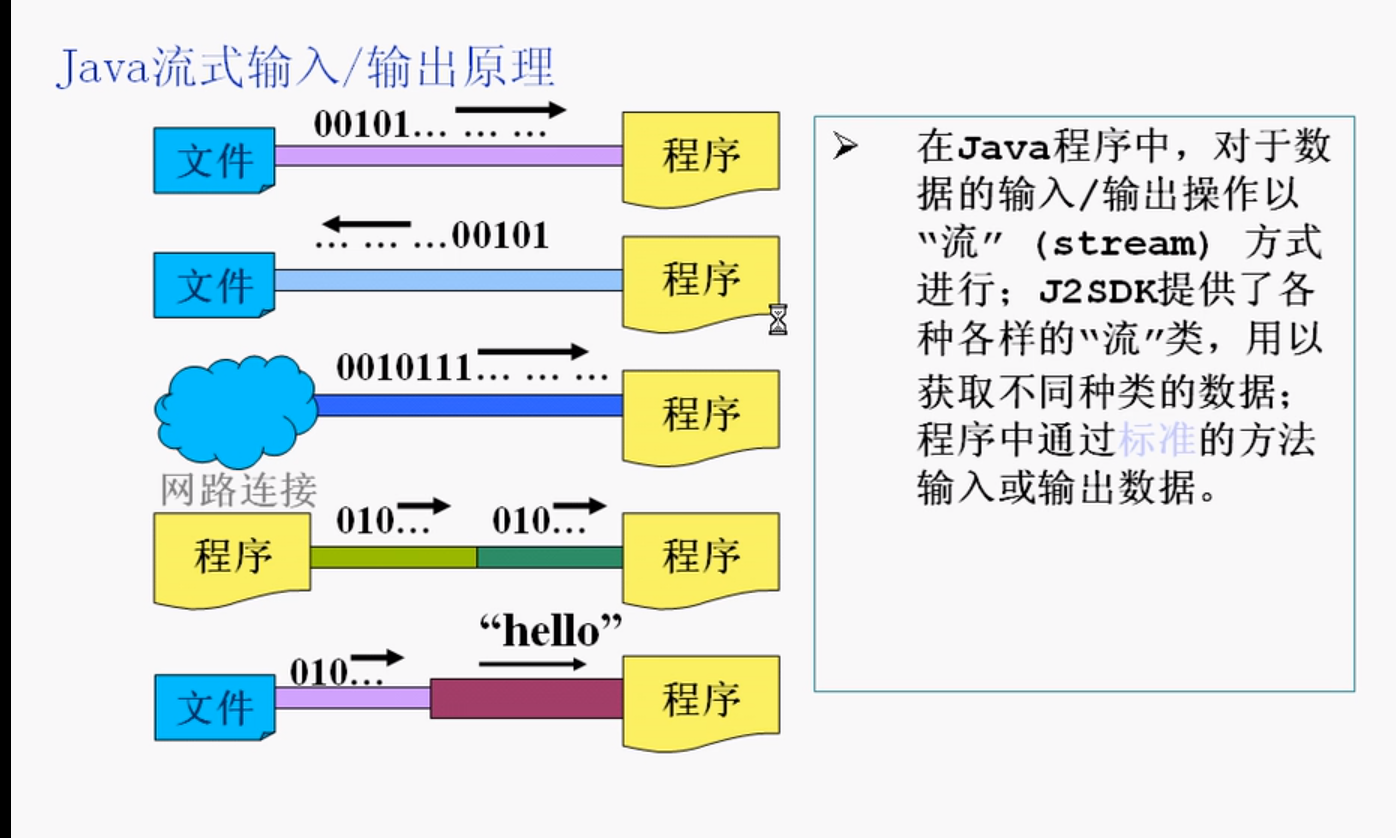 Java流式输入/输出原理
00101... ... ...
文件
程序
... ... ...00101
文件
程序
0010111... ... ...
程序
网路连接
010...
010...
程序
程序
“hello”
010...
文件
程序
在Java程序中，对于数
据的输入/输出操作以
“流” (stream) 方式
进行；J2SDK提供了各
种各样的“流”类，用以
获取不同种类的数据；
程序中通过标准的方法
输入或输出数据。